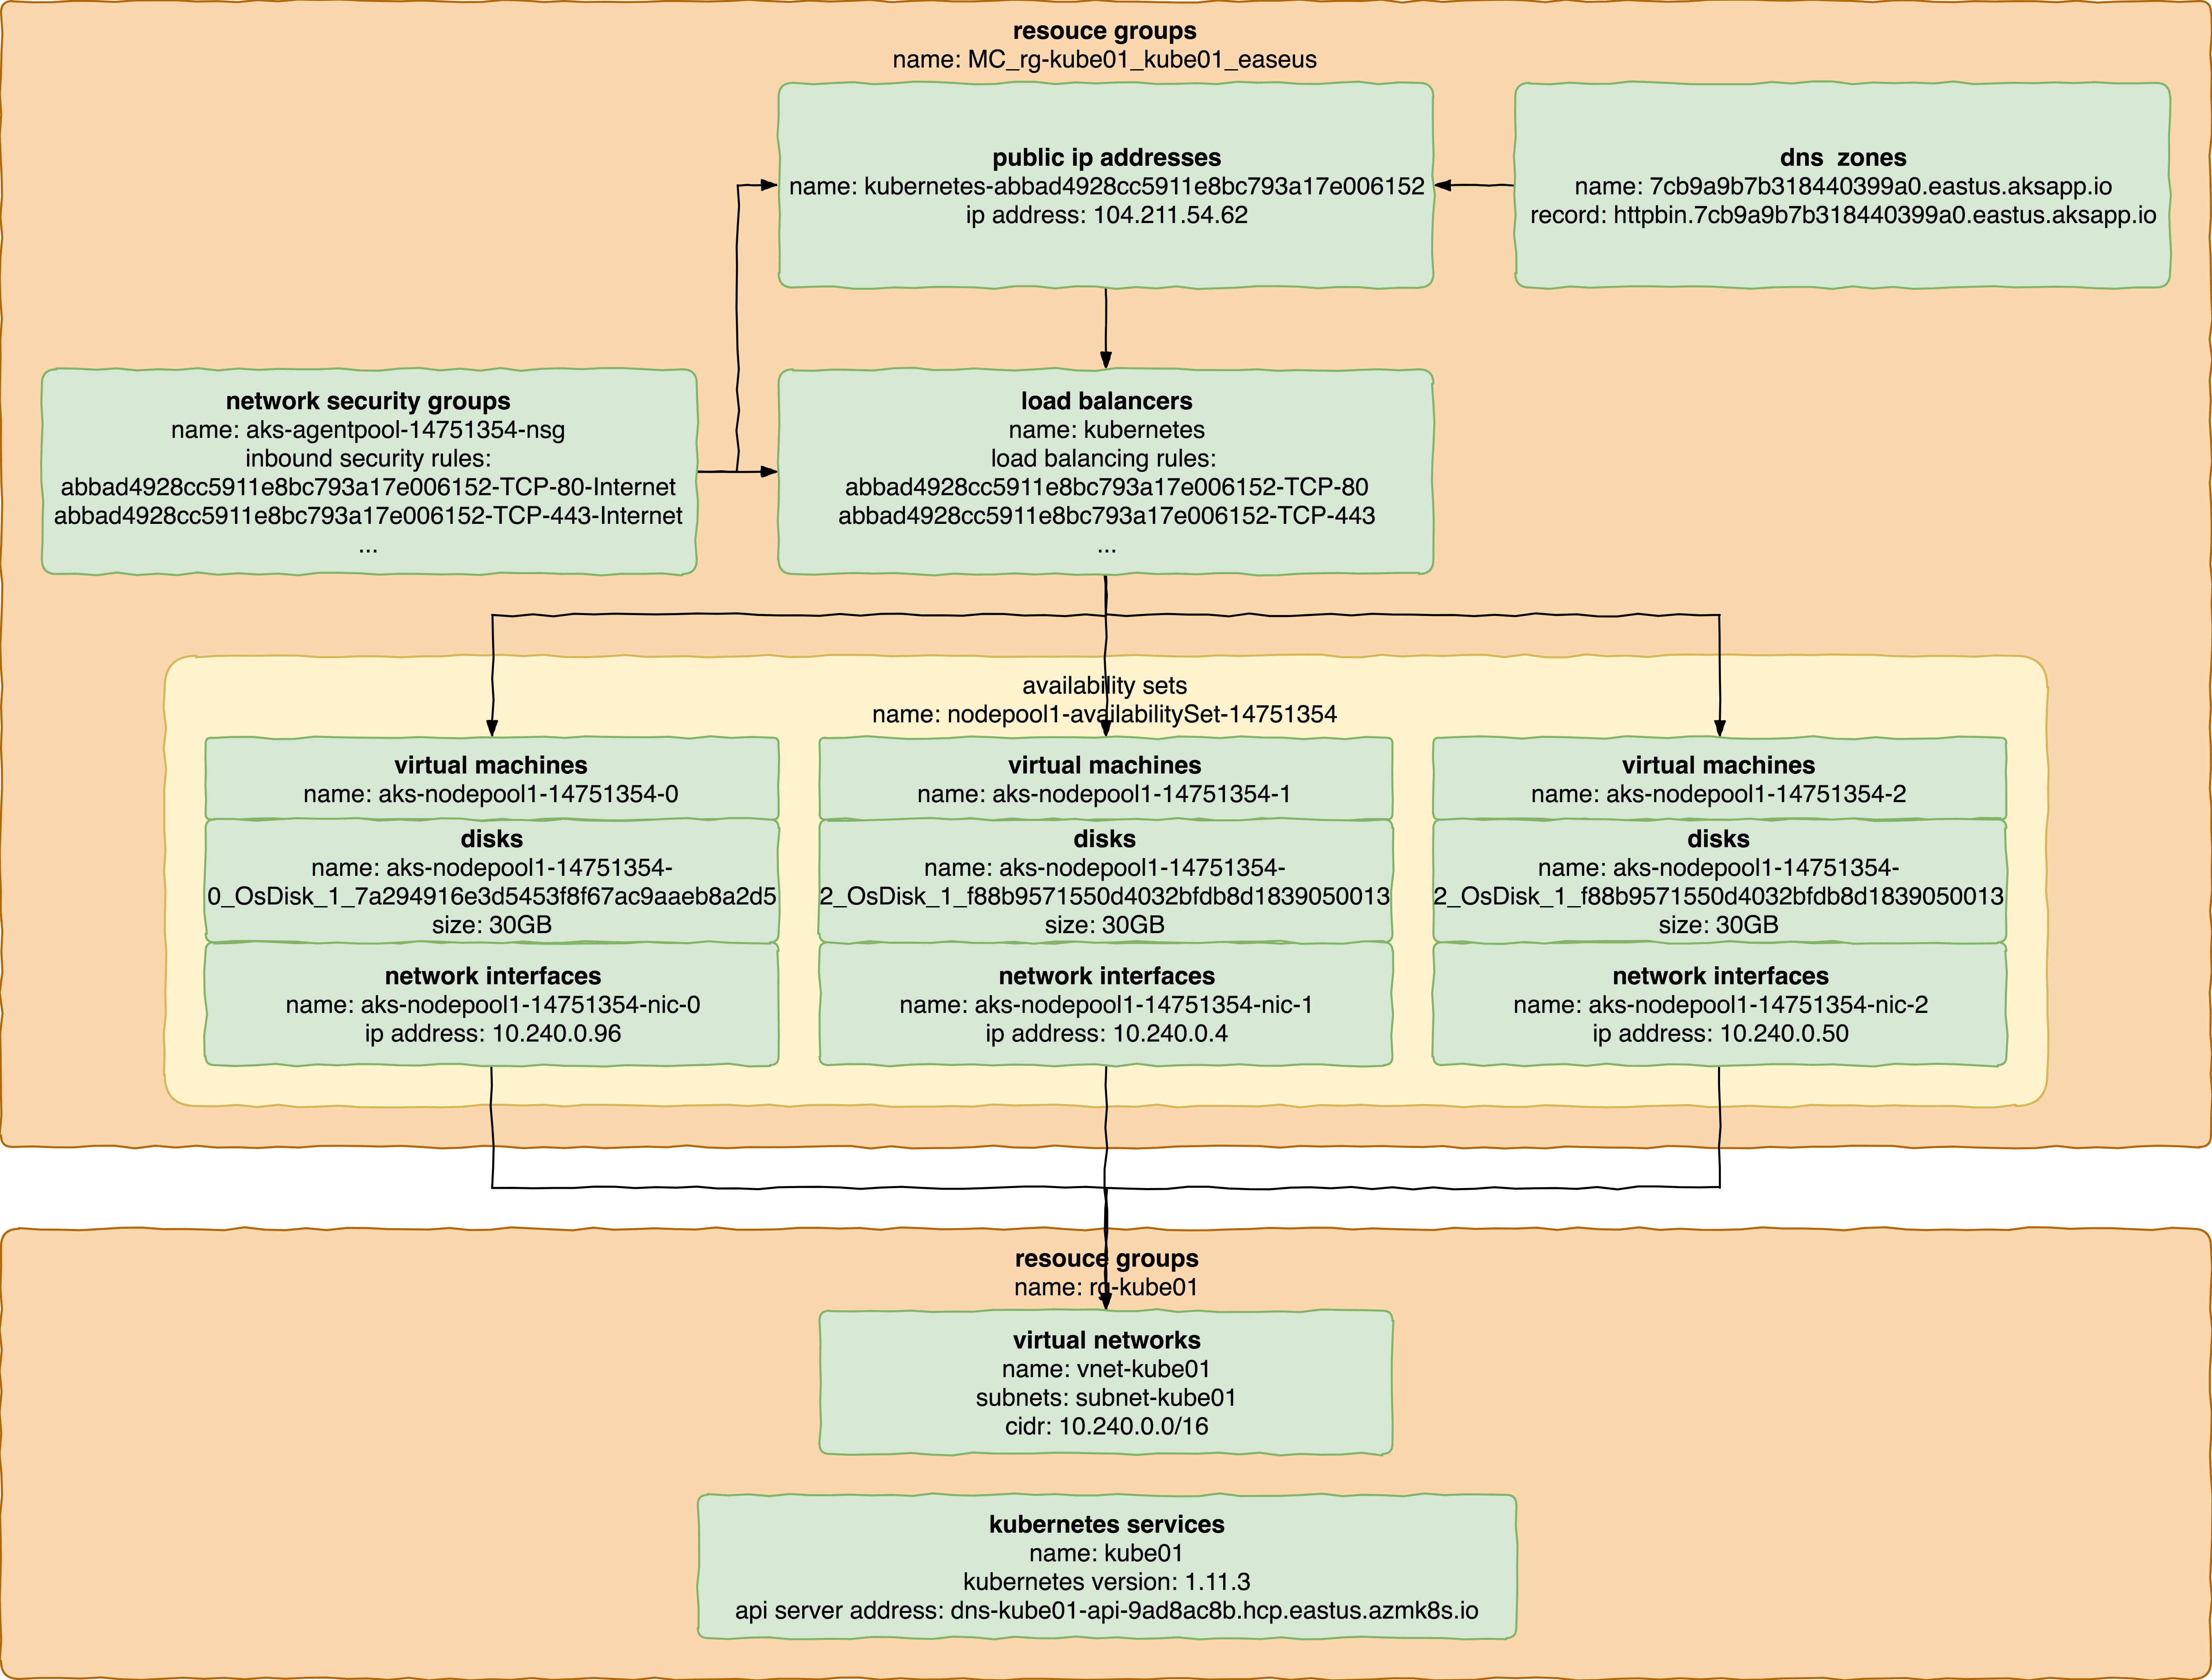 resouce groups
name: MC_rg-kube01_kube01_easeus
public ip addresses
name: kubernetes-abbad4928cc5911e8bc793a17e006152
ip address: 104.211.54.62
dns  zones
name: 7cb9a9b7b318440399a0.eastus.aksapp.io
record: httpbin.7cb9a9b7b318440399a0.eastus.aksapp.io
network security groups
name: aks-agentpool-14751354-nsg
inbound security rules:
abbad4928cc5911e8bc793a17e006152-TCP-80-Internet
abbad4928cc5911e8bc793a17e006152-TCP-443-Internet
...
load balancers
name: kubernetes
load balancing rules:
abbad4928cc5911e8bc793a17e006152-TCP-80
abbad4928cc5911e8bc793a17e006152-TCP-443
...
availability sets
name: nodepool1-availabilitySet-14751354
virtual machines
name: aks-nodepool1-14751354-0
disks
name: aks-nodepool1-14751354-
0_OsDisk_1_7a294916e3d5453f8f67ac9aaeb8a2d5
size: 30GB
network interfaces
name: aks-nodepool1-14751354-nic-0
ip address: 10.240.0.96
virtual machines
name: aks-nodepool1-14751354-1
disks
name: aks-nodepool1-14751354-
2_OsDisk_1_f88b9571550d4032bfdb8d1839050013
size: 30GB
network interfaces
name: aks-nodepool1-14751354-nic-1
ip address: 10.240.0.4
virtual machines
name: aks-nodepool1-14751354-2
disks
name: aks-nodepool1-14751354-
2_OsDisk_1_f88b9571550d4032bfdb8d1839050013
size: 30GB
network interfaces
name: aks-nodepool1-14751354-nic-2
ip address: 10.240.0.50
resouce groups
name: rg-kube01
virtual networks
name: vnet-kube01
subnets: subnet-kube01
cidr: 10.240.0.0/16
kubernetes services
name: kube01
kubernetes version: 1.11.3
api server address: dns-kube01-api-9ad8ac8b.hcp.eastus.azmk8s.io